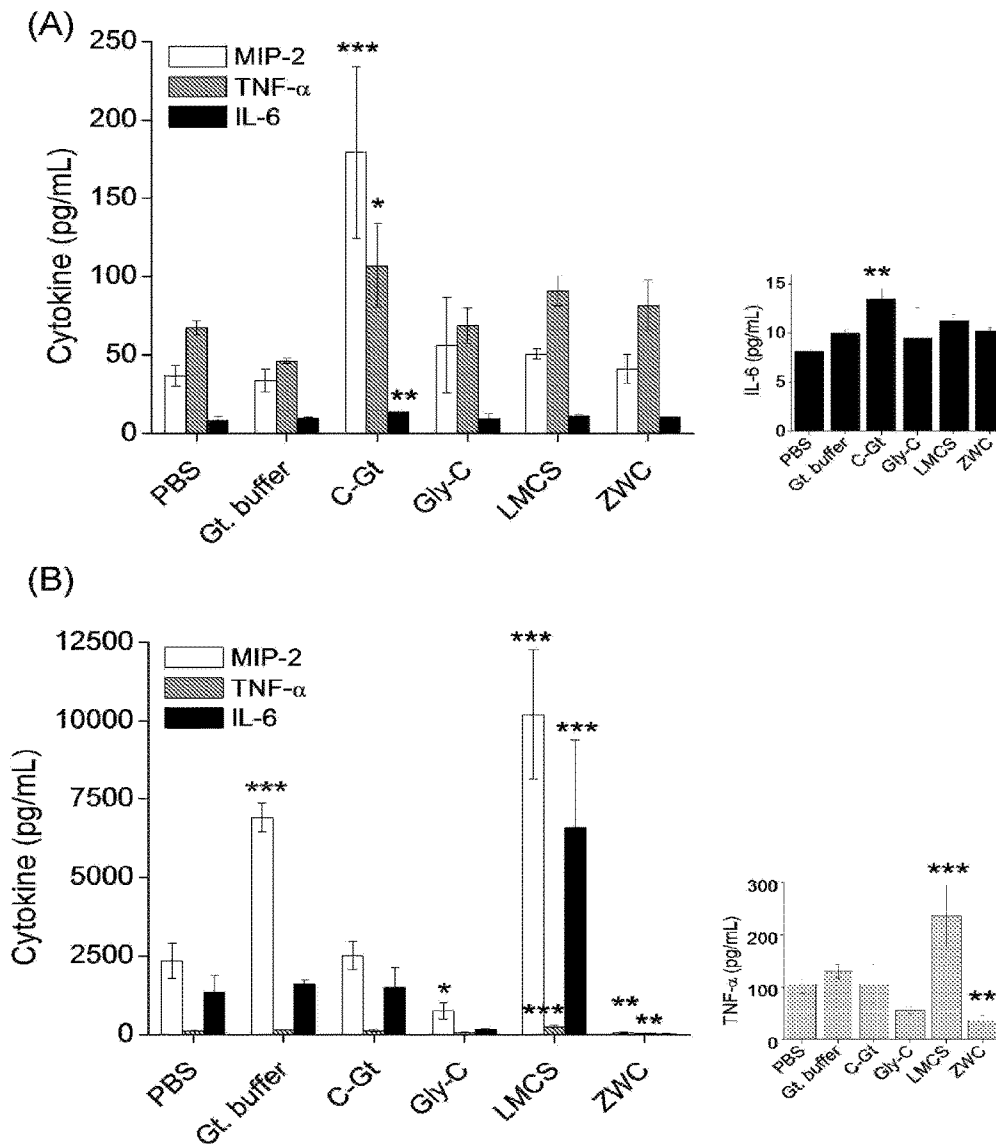 (A)
250
200
150
100
50
0
Cytokine (pg/mL)
MIP-2
TNF-α
IL-6
***
*
**
PBS
Gt. buffer
C-Gt
Gly-C
LMCS
ZWC
15
10
5
0
IL-6 (pg/mL)
**
PBS
Gt. buffer
C-Gt
Gly-C
LMCS
ZWC
(B)
12500
10000
7500
5000
2500
0
Cytokine (pg/mL)
MIP-2
TNF-α
IL-6
***
*
***
***
***
**
**
PBS
Gt. buffer
C-Gt
Gly-C
LMCS
ZWC
300
200
100
0
TNF-α (pg/mL)
***
**
PBS
Gt. buffer
C-Gt
Gly-C
LMCS
ZWC